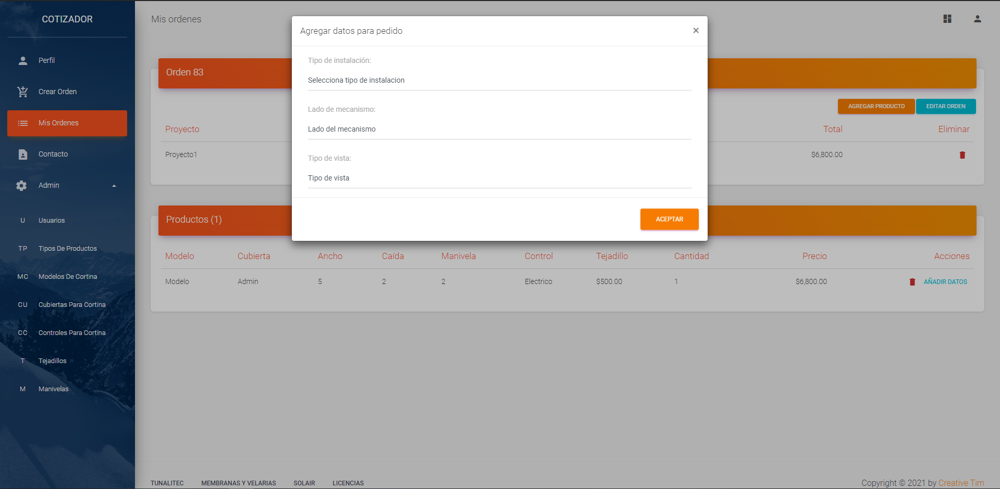 COTIZADOR
Perfil
Crear Orden
Mis Ordenes
Contacto
Admin
U Usuarios
TP Tipos De Productos
MC Modelos De Cortina
CU Cubiertas Para Cortina
CC Controles Para Cortina
T Tejadillos
M Manivelas
Mis ordenes
Agregar datos para pedido ×
Tipo de instalación:
Selecciona tipo de instalacion
Lado de mecanismo:
Lado del mecanismo
Tipo de vista:
Tipo de vista
ACEPTAR
Orden 83
AGREGAR PRODUCTO EDITAR ORDEN
Proyecto Total Eliminar
Proyecto1 $6,800.00
Productos (1)
Modelo Cubierta Ancho Caída Manivela Control Tejadillo Cantidad Precio Acciones
Modelo Admin 5 2 2 Electrico $500.00 1 $6,800.00 AÑADIR DATOS
TUNALITEC MEMBRANAS Y VELARIAS SOLAIR LICENCIAS
Copyright © 2021 by Creative Tim